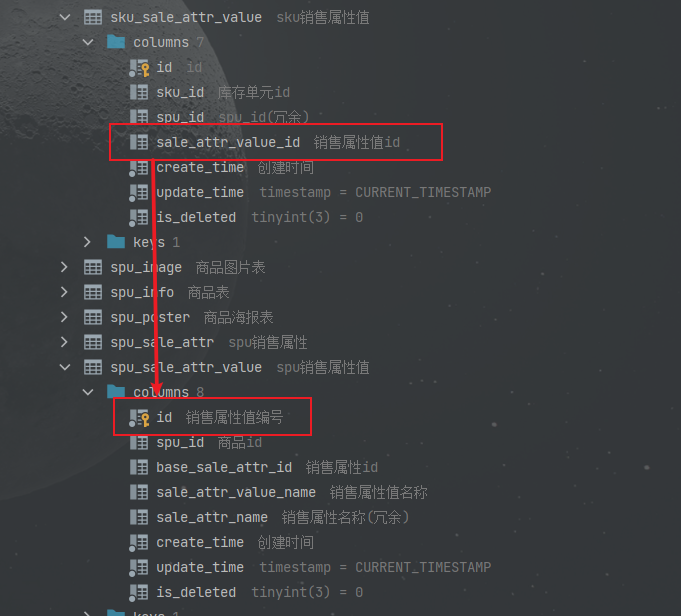 sku_sale_attr_value sku销售属性值
columns 7
id id
sku_id 库存单元id
spu_id spu_id(冗余)
sale_attr_value_id 销售属性值id
create_time 创建时间
update_time timestamp = CURRENT_TIMESTAMP
is_deleted tinyint(3) = 0
keys 1
spu_image 商品图片表
spu_info 商品表
spu_poster 商品海报表
spu_sale_attr spu销售属性
spu_sale_attr_value spu销售属性值
columns 8
id 销售属性值编号
spu_id 商品id
base_sale_attr_id 销售属性id
sale_attr_value_name 销售属性值名称
sale_attr_name 销售属性名称(冗余)
create_time 创建时间
update_time timestamp = CURRENT_TIMESTAMP
is_deleted tinyint(3) = 0
keys 1